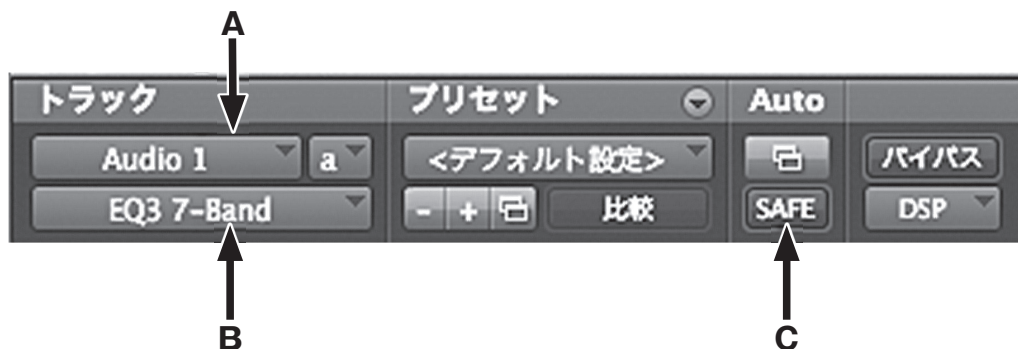 A
トラック プリセット Auto
Audio 1 a <デフォルト設定> バイパス
EQ3 7-Band - + 比較 SAFE DSP
B C